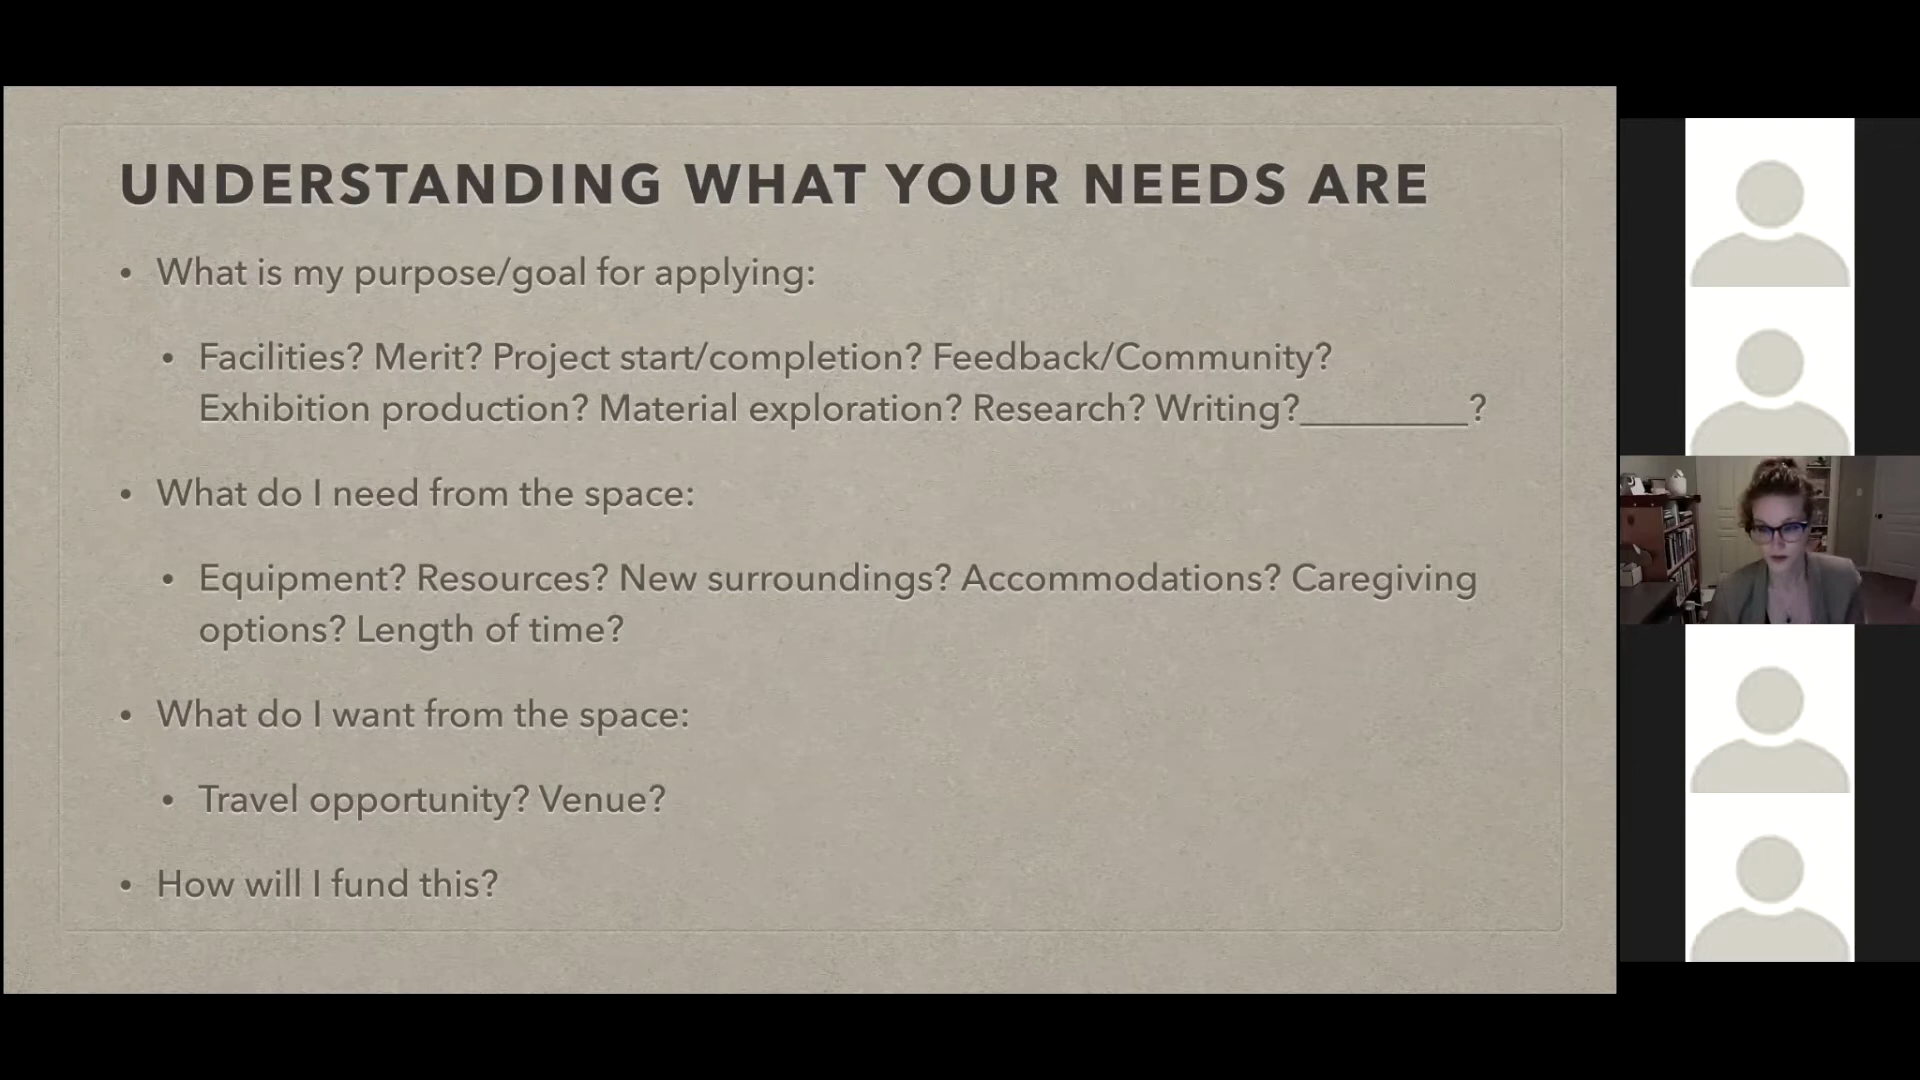 UNDERSTANDING WHAT YOUR NEEDS ARE
• What is my purpose/goal for applying:
• Facilities? Merit? Project start/completion? Feedback/Community?
Exhibition production? Material exploration? Research? Writing?__________?
• What do I need from the space:
• Equipment? Resources? New surroundings? Accommodations? Caregiving
options? Length of time?
• What do I want from the space:
• Travel opportunity? Venue?
• How will I fund this?